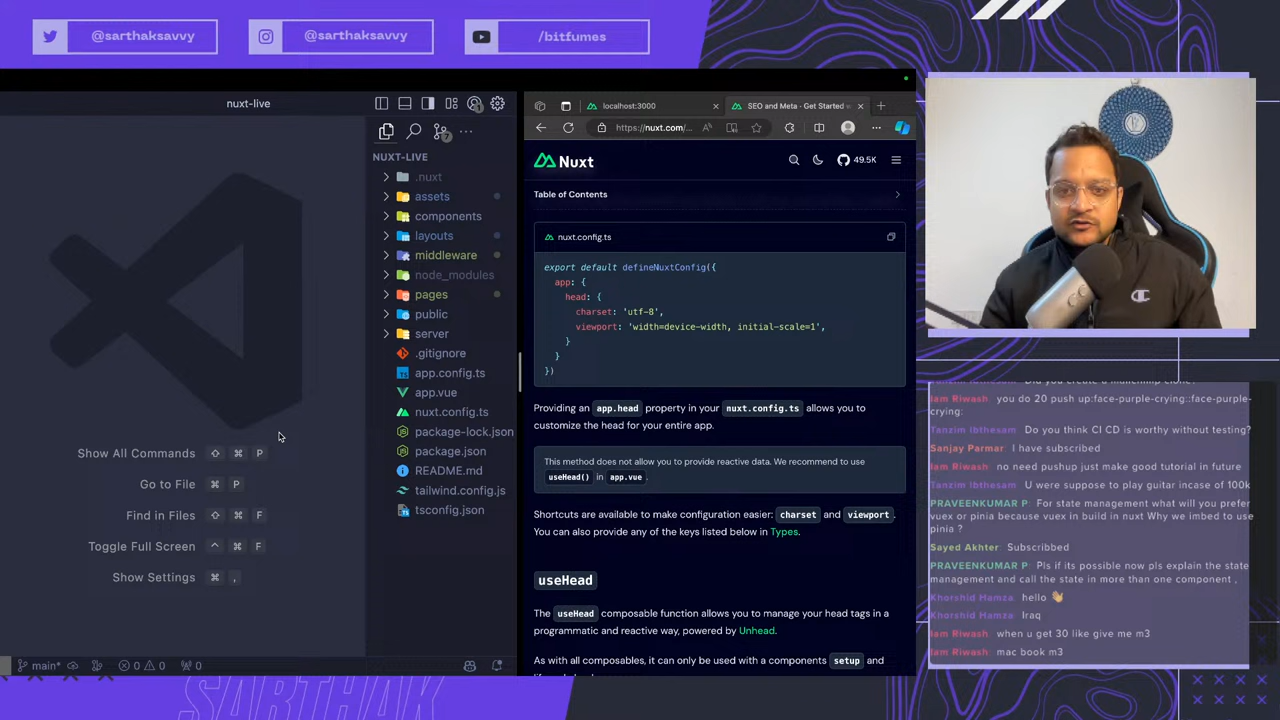 @sarthaksavvy
@sarthaksavvy
/bitfumes
nuxt-live
localhost:3000
SEO and Meta · Get Started w
https://nuxt.com/...
NUXT-LIVE
.nuxt
assets
components
layouts
middleware
node_modules
pages
public
server
.gitignore
app.config.ts
app.vue
nuxt.config.ts
package-lock.json
package.json
README.md
tailwind.config.js
tsconfig.json
Show All Commands ⇧ ⌘ P
Go to File ⌘ P
Find in Files ⇧ ⌘ F
Toggle Full Screen ⌃ ⌘ F
Show Settings ⌘ ,
main*
0 0
0
Nuxt
49.5K
Table of Contents
nuxt.config.ts
export default defineNuxtConfig({
app: {
head: {
charset: 'utf-8',
viewport: 'width=device-width, initial-scale=1',
}
}
})
Providing an app.head property in your nuxt.config.ts allows you to
customize the head for your entire app.
This method does not allow you to provide reactive data. We recommend to use
useHead() in app.vue.
Shortcuts are available to make configuration easier: charset and viewport.
You can also provide any of the keys listed below in Types.
useHead
The useHead composable function allows you to manage your head tags in a
programmatic and reactive way, powered by Unhead.
As with all composables, it can only be used with a components setup and
Tanzim Ibthesam Did you create a mailchimp clone?
Iam Riwash you do 20 push up:face-purple-crying::face-purple-
crying:
Tanzim Ibthesam Do you think CI CD is worthy without testing?
Sanjay Parmar I have subscribed
Iam Riwash no need pushup just make good tutorial in future
Tanzim Ibthesam U were suppose to play guitar incase of 100k
PRAVEENKUMAR P For state management what will you prefer
vuex or pinia because vuex in build in nuxt Why we imbed to use
pinia ?
Sayed Akhter Subscribbed
PRAVEENKUMAR P Pls if its possible now pls explain the state
management and call the state in more than one component ,
Khorshid Hamza hello 👋
Khorshid Hamza Iraq
Iam Riwash when u get 30 like give me m3
Iam Riwash mac book m3
SARTHAK